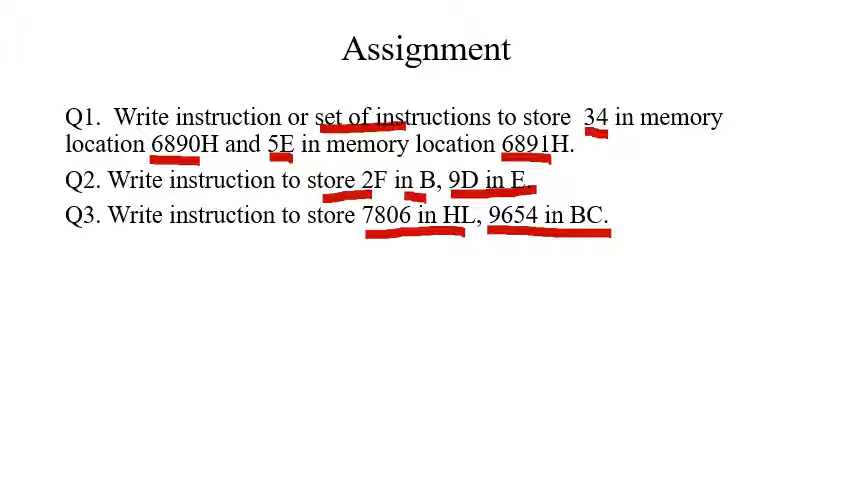 Assignment
Q1. Write instruction or set of instructions to store 34 in memory
location 6890H and 5E in memory location 6891H.
Q2. Write instruction to store 2F in B, 9D in E.
Q3. Write instruction to store 7806 in HL, 9654 in BC.